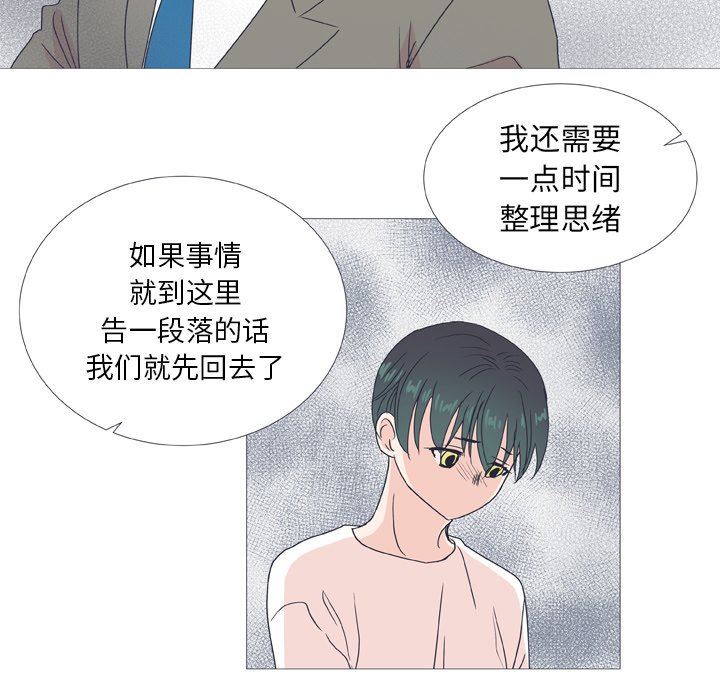 我还需要
一点时间
整理思绪
如果事情
就到这里
告一段落的话
我们就先回去了